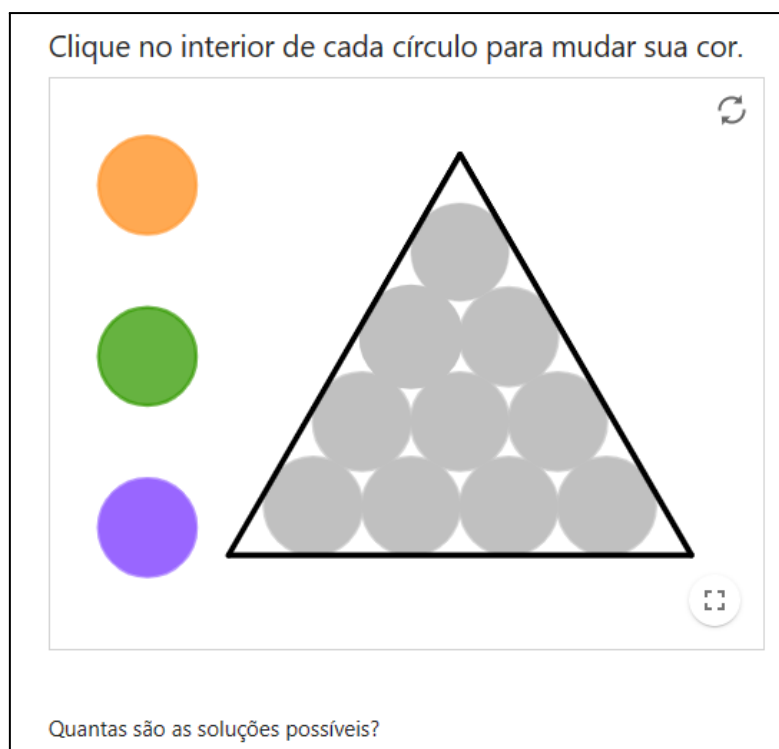 Clique no interior de cada círculo para mudar sua cor.
Quantas são as soluções possíveis?